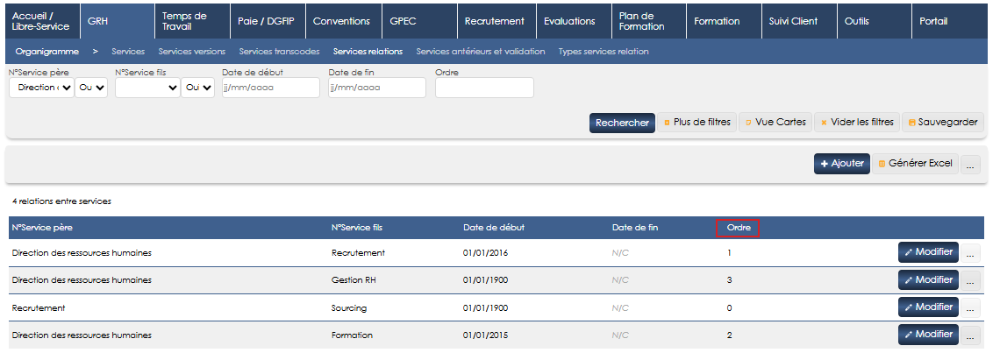 Accueil / Libre-Service GRH Temps de Travail Paie / DGFIP Conventions GPEC Recrutement Evaluations Plan de Formation Formation Suivi Client Outils Portail
Organigramme > Services Services versions Services transcodes Services relations Services antérieurs et validation Types services relation
N°Service père N°Service fils Date de début Date de fin Ordre
Direction Ou Ou jj/mm/aaaa jj/mm/aaaa
Rechercher Plus de filtres Vue Cartes Vider les filtres Sauvegarder
+ Ajouter Générer Excel ...
4 relations entre services
N°Service père N°Service fils Date de début Date de fin Ordre
Direction des ressources humaines Recrutement 01/01/2016 N/C 1 Modifier ...
Direction des ressources humaines Gestion RH 01/01/1900 N/C 3 Modifier ...
Recrutement Sourcing 01/01/1900 N/C 0 Modifier ...
Direction des ressources humaines Formation 01/01/2015 N/C 2 Modifier ...